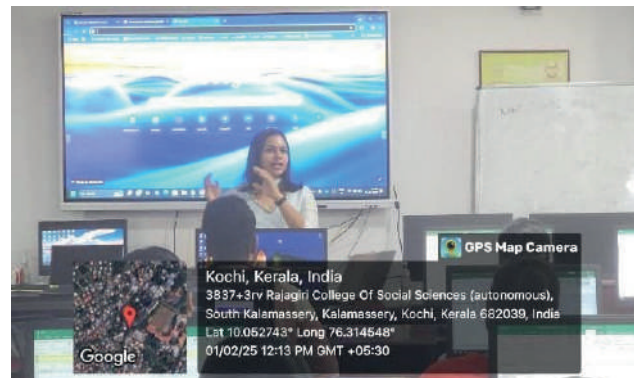 GPS Map Camera
Kochi, Kerala, India
3837+3rv Rajagiri College Of Social Sciences (autonomous),
South Kalamassery, Kalamassery, Kochi, Kerala 682039, India
Lat 10.052743° Long 76.314548°
01/02/25 12:13 PM GMT +05:30
Google